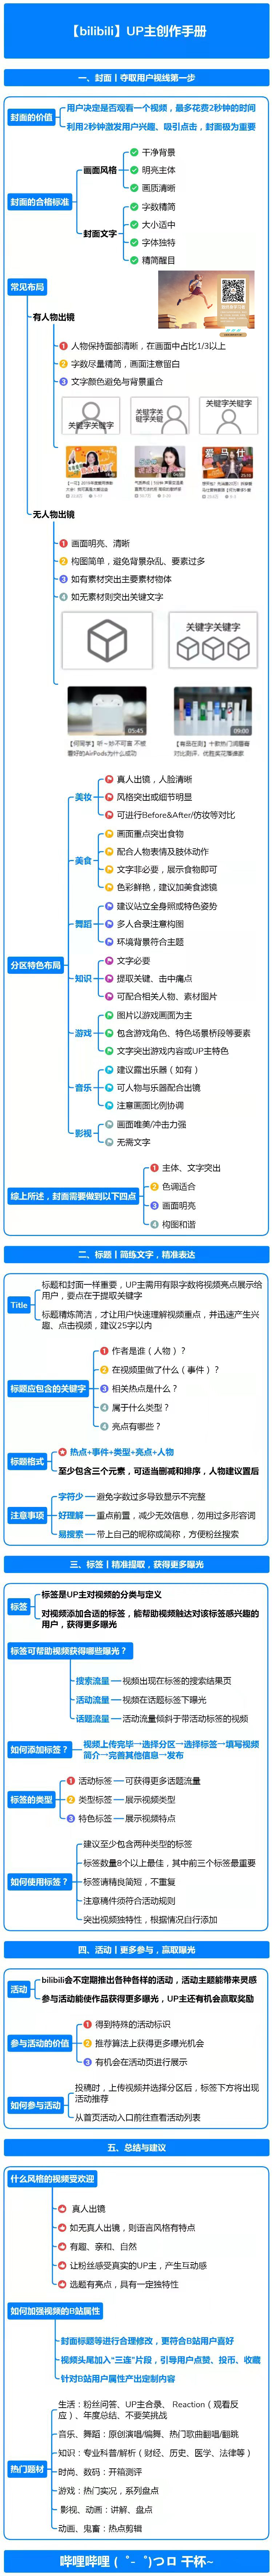 【bilibili】UP主创作手册
一、封面丨夺取用户视线第一步
封面的价值
用户决定是否观看一个视频，最多花费2秒钟的时间
利用2秒钟激发用户兴趣、吸引点击，封面极为重要
封面的合格标准
画面风格
干净背景
明亮主体
画质清晰
封面文字
字数精简
大小适中
字体独特
精简醒目
常见布局
有人物出镜
1 人物保持面部清晰，在画面中占比1/3以上
2 字数尽量精简，画面注意留白
3 文字颜色避免与背景重合
关键字关键字
关键字关
键字关键
字
关键字关键字
无人物出镜
1 画面明亮、清晰
2 构图简单，避免背景杂乱、要素过多
3 如有素材突出主要素材物体
4 如无素材则突出关键文字
关键字关键字
05:45
09:00
【何同学】听~妙不可言 不被
看好的AirPods为什么成功
分区特色布局
美妆
真人出镜，人脸清晰
风格突出或细节明显
可进行Before&After/仿妆等对比
美食
画面重点突出食物
配合人物表情及肢体动作
文字非必要，展示食物即可
色彩鲜艳，建议加美食滤镜
舞蹈
建议站立全身照或特色姿势
多人合录注意构图
环境背景符合主题
知识
文字必要
提取关键、击中痛点
可配合相关人物、素材图片
游戏
图片以游戏画面为主
包含游戏角色、特色场景桥段等要素
文字突出游戏内容或UP主特色
音乐
建议露出乐器（如有）
可人物与乐器配合出镜
注意画面比例协调
影视
画面唯美/冲击力强
无需文字
综上所述，封面需要做到以下四点
1 主体、文字突出
2 色调适合
3 画面明亮
4 构图和谐
二、标题丨简练文字，精准表达
Title
标题和封面一样重要，UP主需用有限字数将视频亮点展示给
用户，要点在于提取关键字
标题精炼简洁，才让用户快速理解视频重点，并迅速产生兴
趣、点击视频，建议25字以内
标题应包含的关键字
1 作者是谁（人物）？
2 在视频里做了什么（事件）？
3 相关热点是什么？
4 属于什么类型？
4 亮点有哪些？
标题格式
热点+事件+类型+亮点+人物
至少包含三个元素，可适当删减和排序，人物建议置后
注意事项
字符少 避免字数过多导致显示不完整
好理解 重点前置，减少无效信息，勿用过多形容词
易搜索 带上自己的昵称或简称，方便粉丝搜索
三、标签丨精准提取，获得更多曝光
标签
标签是UP主对视频的分类与定义
对视频添加合适的标签，能帮助视频触达对该标签感兴趣的
用户，获得更多曝光
标签可帮助视频获得哪些曝光？
搜索流量 视频出现在标签的搜索结果页
活动流量 视频在话题标签下曝光
话题流量 活动流量倾斜于带活动标签的视频
如何添加标签？
视频上传完毕→选择分区→选择标签→填写视频
简介→完善其他信息→发布
标签的类型
1 活动标签 可获得更多话题流量
2 类型标签 展示视频类型
3 特色标签 展示视频特点
如何使用标签？
建议至少包含两种类型的标签
标签数量8个以上最佳，其中前三个标签最重要
标签请精良简短，不重复
注意稿件须符合活动规则
突出视频独特性，根据情况自行添加
四、活动丨更多参与，赢取曝光
活动
bilibili会不定期推出各种各样的活动，活动主题能带来灵感
参与活动能使作品获得更多曝光，UP主还有机会赢取奖励
参与活动的价值
1 得到特殊的活动标识
2 推荐算法上获得更多曝光机会
3 有机会在活动页进行展示
如何参与活动
投稿时，上传视频并选择分区后，标签下方将出现
活动推荐
从首页活动入口前往查看活动列表
五、总结与建议
什么风格的视频受欢迎
真人出镜
如无真人出镜，则语言风格有特点
有趣、亲和、自然
让粉丝感受真实的UP主，产生互动感
选题有亮点，具有一定独特性
如何加强视频的B站属性
封面标题等进行合理修改，更符合B站用户喜好
视频头尾加入“三连”片段，引导用户点赞、投币、收藏
针对B站用户属性产出定制内容
热门题材
生活：粉丝问答、UP主合录、 Reaction（观看反
应）、年度总结、不要笑挑战
音乐、舞蹈：原创演唱/编舞、热门歌曲翻唱/翻跳
知识：专业科普/解析（财经、历史、医学、法律等）
时尚、数码：开箱测评
游戏：热门实况，系列盘点
影视、动画：讲解、盘点
动画、鬼畜：热点剪辑
哔哩哔哩 (゜-゜)つロ 干杯~